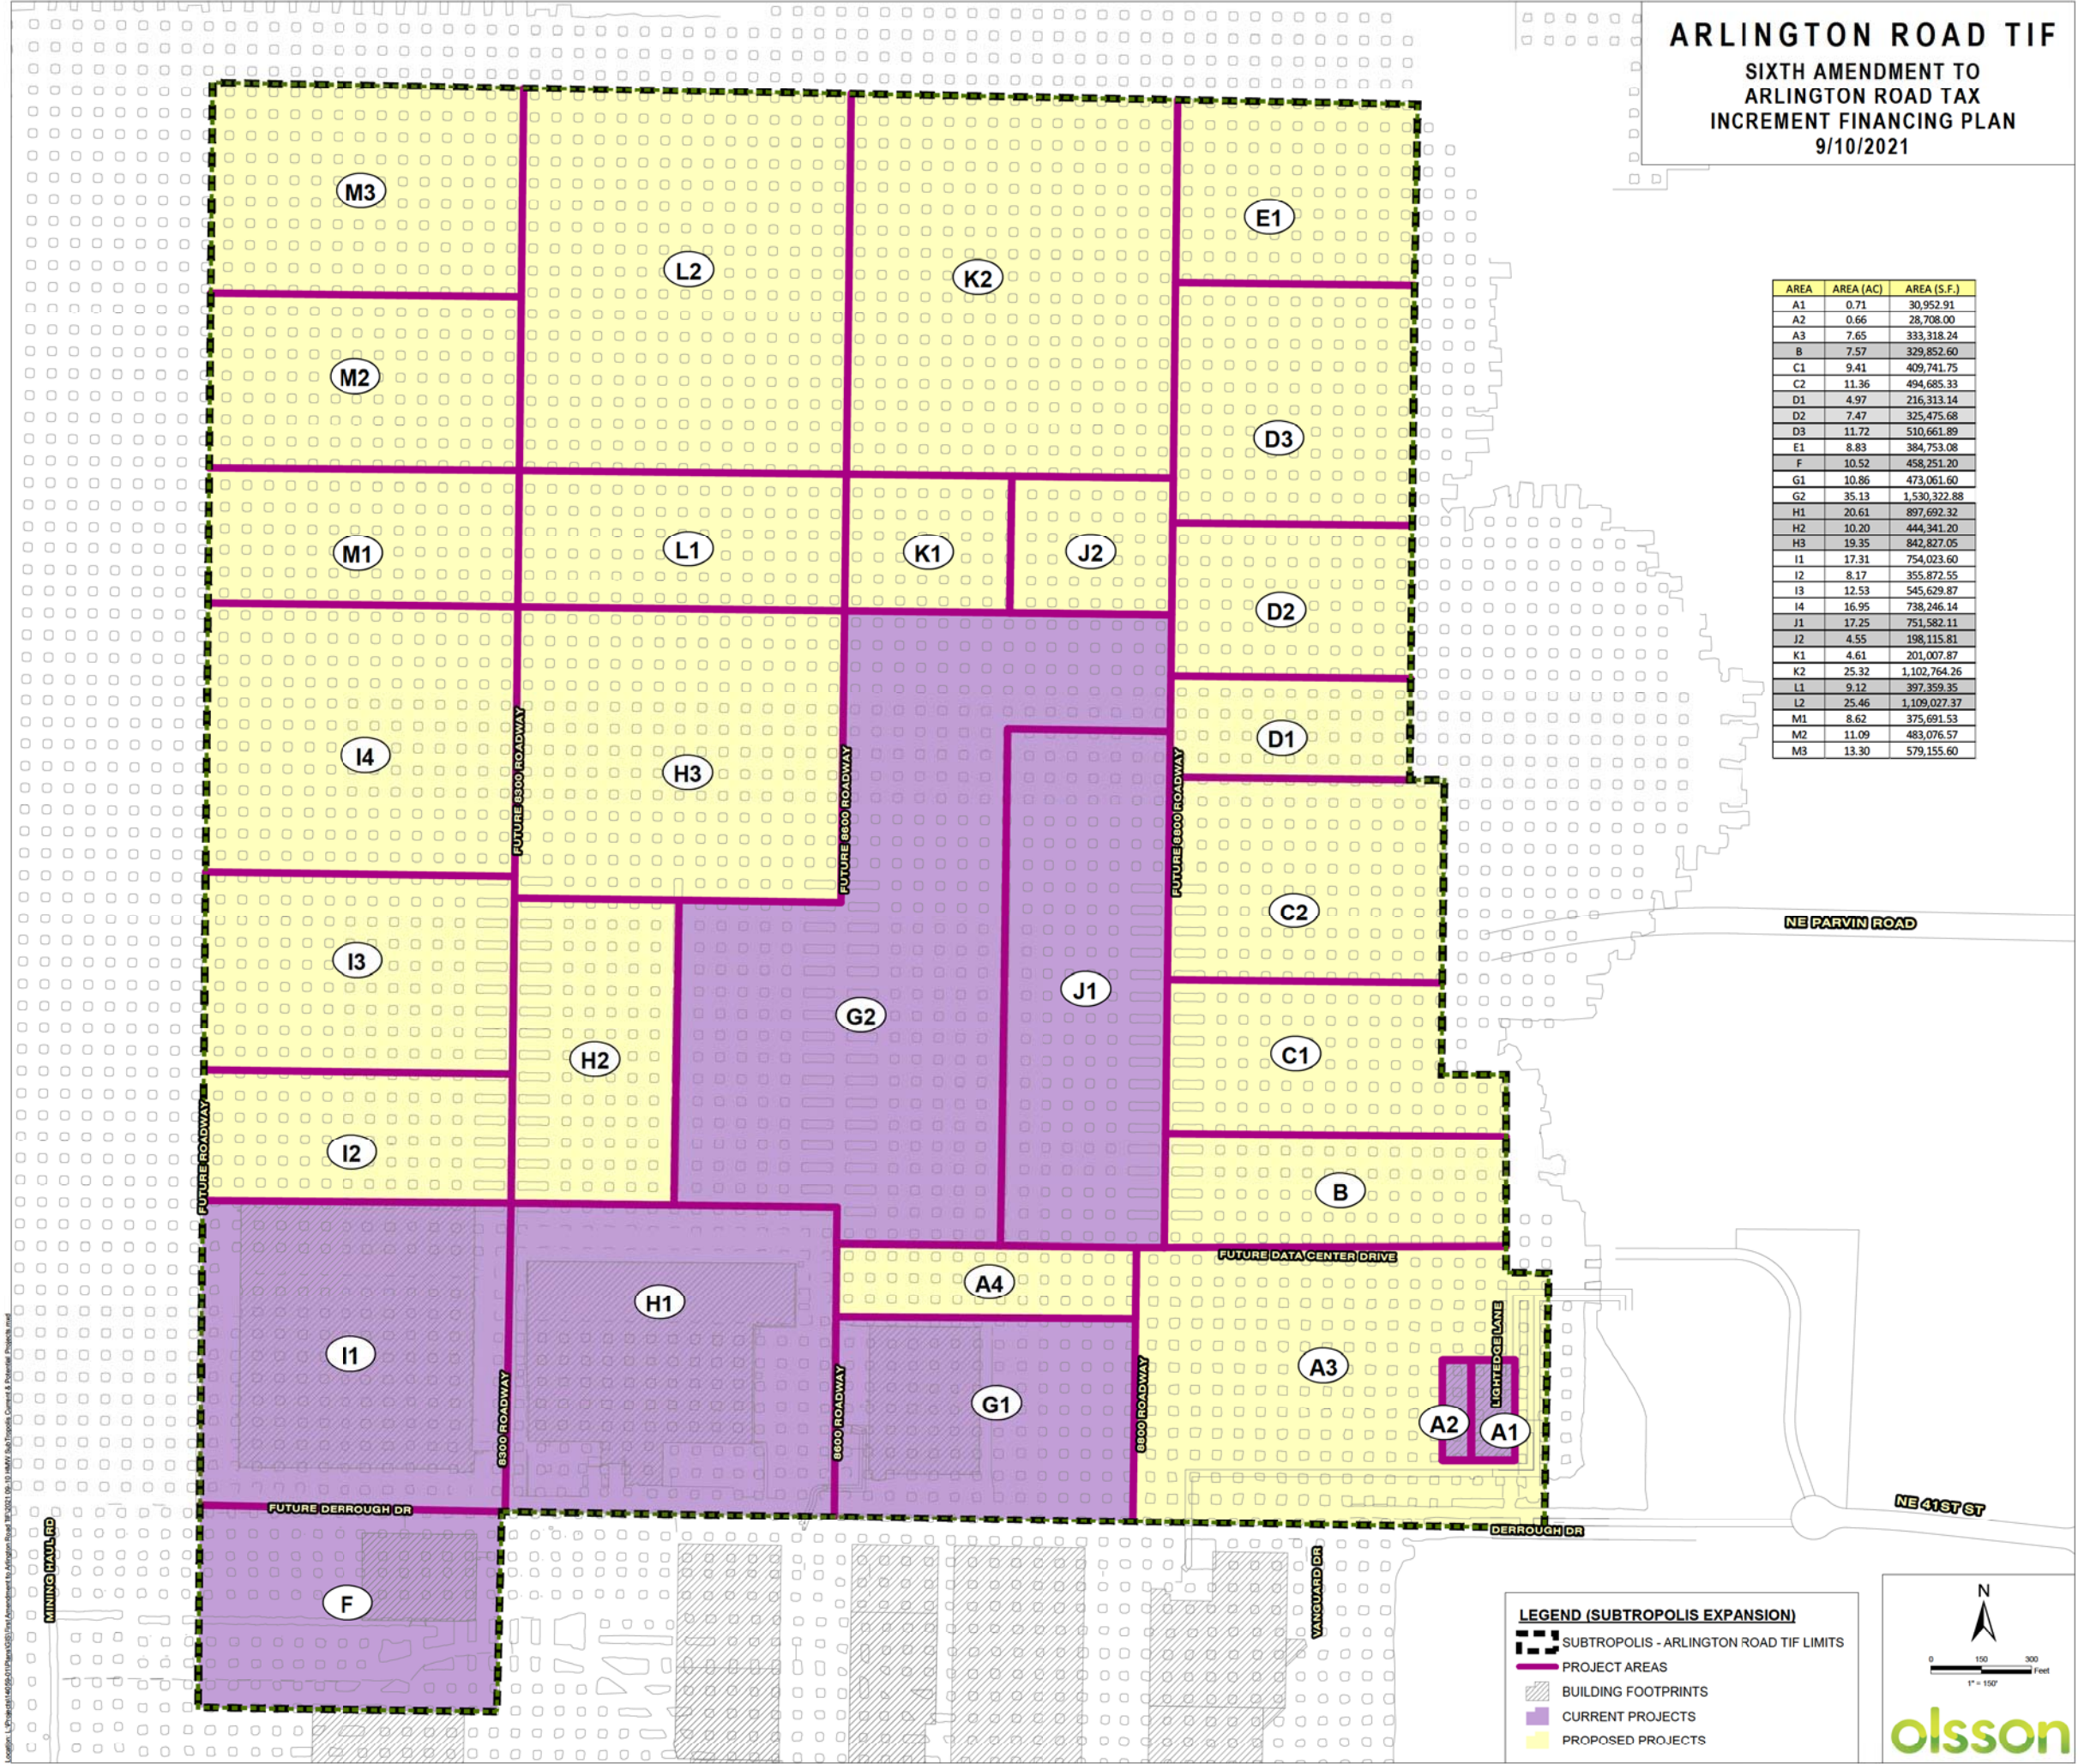 ARLINGTON ROAD TIF
SIXTH AMENDMENT TO
ARLINGTON ROAD TAX
INCREMENT FINANCING PLAN
9/10/2021
M3
E1
L2
K2
M2
D3
M1
L1
K1
J2
D2
I4
H3
D1
C2
I3
J1
G2
H2
C1
I2
B
A4
H1
I1
A3
G1
A2
A1
F
FUTURE 8300 ROADWAY
FUTURE 8600 ROADWAY
FUTURE 8800 ROADWAY
FUTURE ROADWAY
8300 ROADWAY
8600 ROADWAY
8800 ROADWAY
FUTURE DATA CENTER DRIVE
LIGHTEDGE LANE
FUTURE DERROUGH DR
DERROUGH DR
MINING HAUL RD
VANGUARD DR
NE PARVIN ROAD
NE 41ST ST
AREA AREA (AC) AREA (S.F.)
A1 0.71 30,952.91
A2 0.66 28,708.00
A3 7.65 333,318.24
B 7.57 329,852.60
C1 9.41 409,741.75
C2 11.36 494,685.33
D1 4.97 216,313.14
D2 7.47 325,475.68
D3 11.72 510,661.89
E1 8.83 384,753.08
F 10.52 458,251.20
G1 10.86 473,061.60
G2 35.13 1,530,322.88
H1 20.61 897,692.32
H2 10.20 444,341.20
H3 19.35 842,827.05
I1 17.31 754,023.60
I2 8.17 355,872.55
I3 12.53 545,629.87
I4 16.95 738,246.14
J1 17.25 751,582.11
J2 4.55 198,115.81
K1 4.61 201,007.87
K2 25.32 1,102,764.26
L1 9.12 397,359.35
L2 25.46 1,109,027.37
M1 8.62 375,691.53
M2 11.09 483,076.57
M3 13.30 579,155.60
LEGEND (SUBTROPOLIS EXPANSION)
SUBTROPOLIS - ARLINGTON ROAD TIF LIMITS
PROJECT AREAS
BUILDING FOOTPRINTS
CURRENT PROJECTS
PROPOSED PROJECTS
N
0 150 300
Feet
1" = 150'
olsson